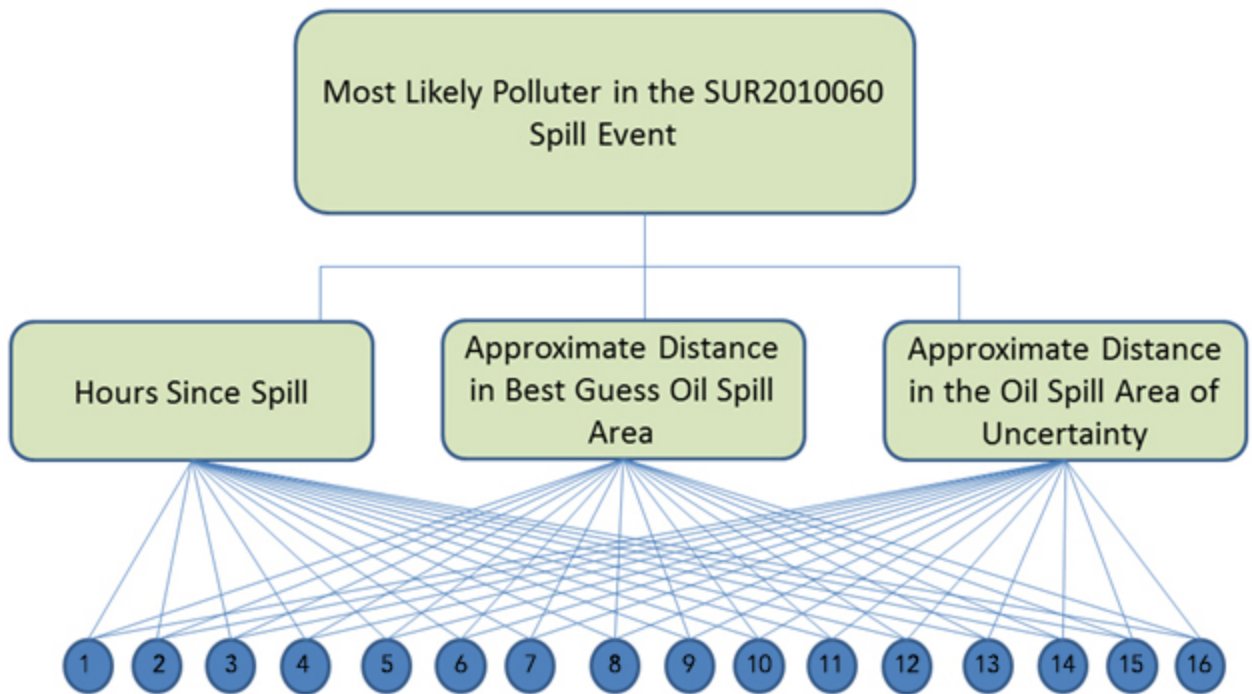 Most Likely Polluter in the SUR2010060
Spill Event
Hours Since Spill
Approximate Distance
in Best Guess Oil Spill
Area
Approximate Distance
in the Oil Spill Area of
Uncertainty
1 2 3 4 5 6 7 8 9 10 11 12 13 14 15 16